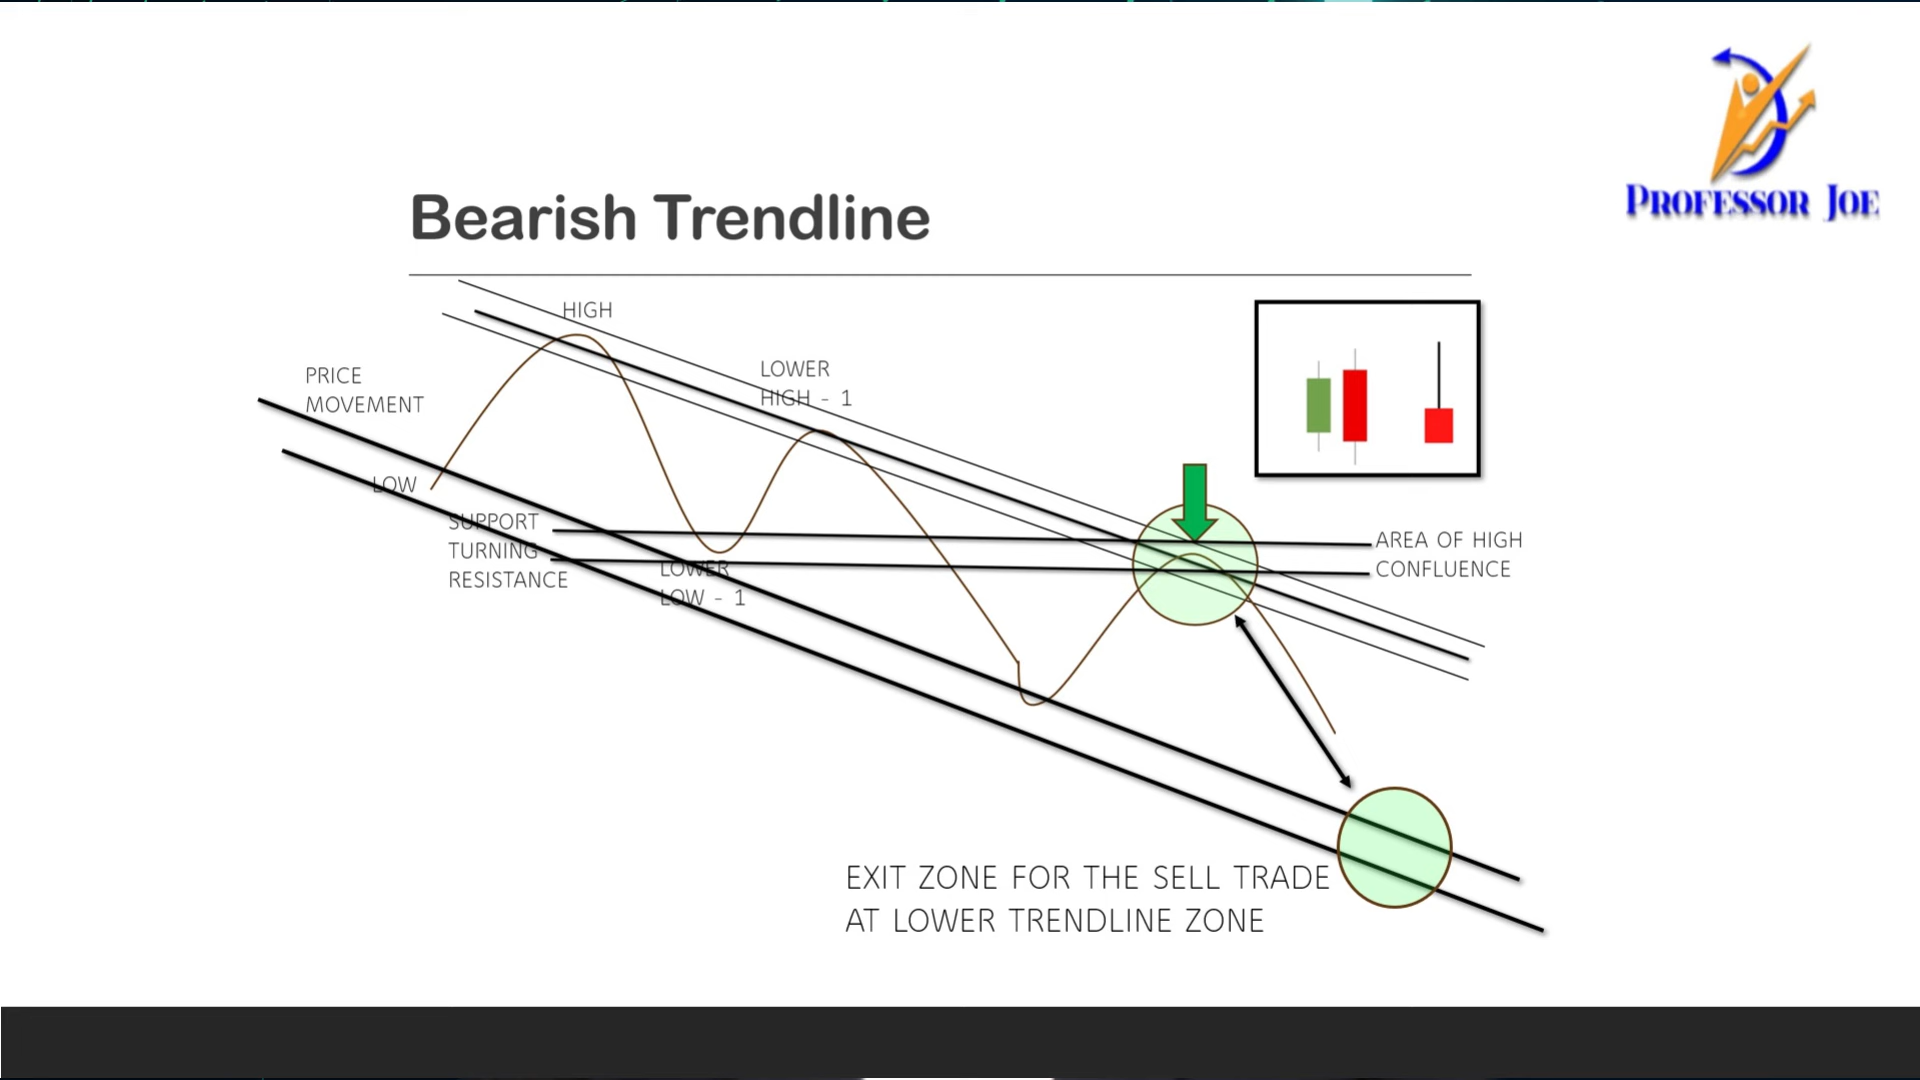 PROFESSOR JOE
Bearish Trendline
HIGH
PRICE
MOVEMENT
LOWER
HIGH - 1
LOW
SUPPORT
TURNING
RESISTANCE
LOWER
LOW - 1
AREA OF HIGH
CONFLUENCE
EXIT ZONE FOR THE SELL TRADE
AT LOWER TRENDLINE ZONE